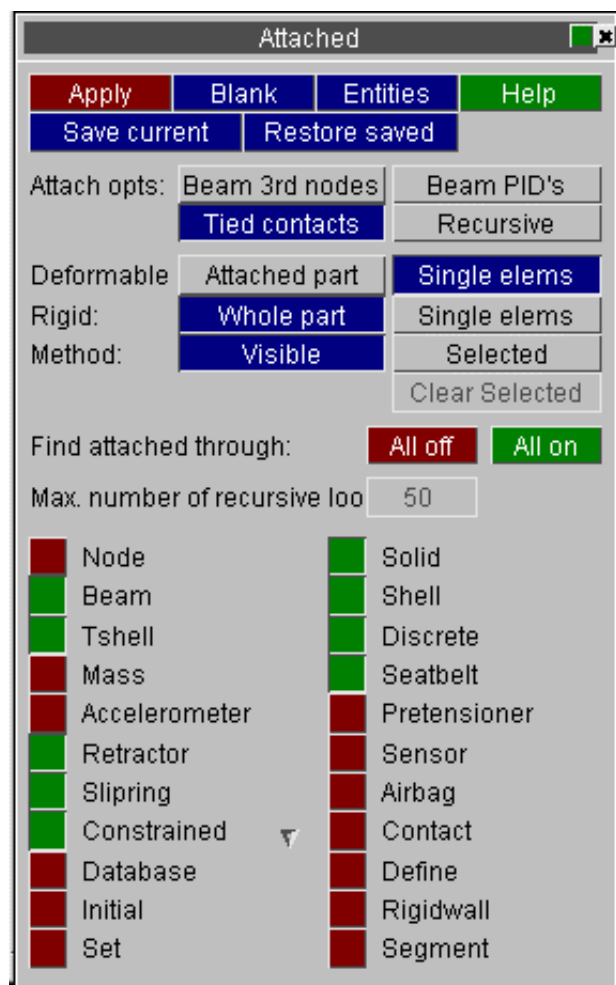 Attached
Apply Blank Entities Help
Save current Restore saved
Attach opts: Beam 3rd nodes Beam PID's
Tied contacts Recursive
Deformable Attached part Single elems
Rigid: Whole part Single elems
Method: Visible Selected
Clear Selected
Find attached through: All off All on
Max. number of recursive loo 50
Node Solid
Beam Shell
Tshell Discrete
Mass Seatbelt
Accelerometer Pretensioner
Retractor Sensor
Slipring Airbag
Constrained Contact
Database Define
Initial Rigidwall
Set Segment